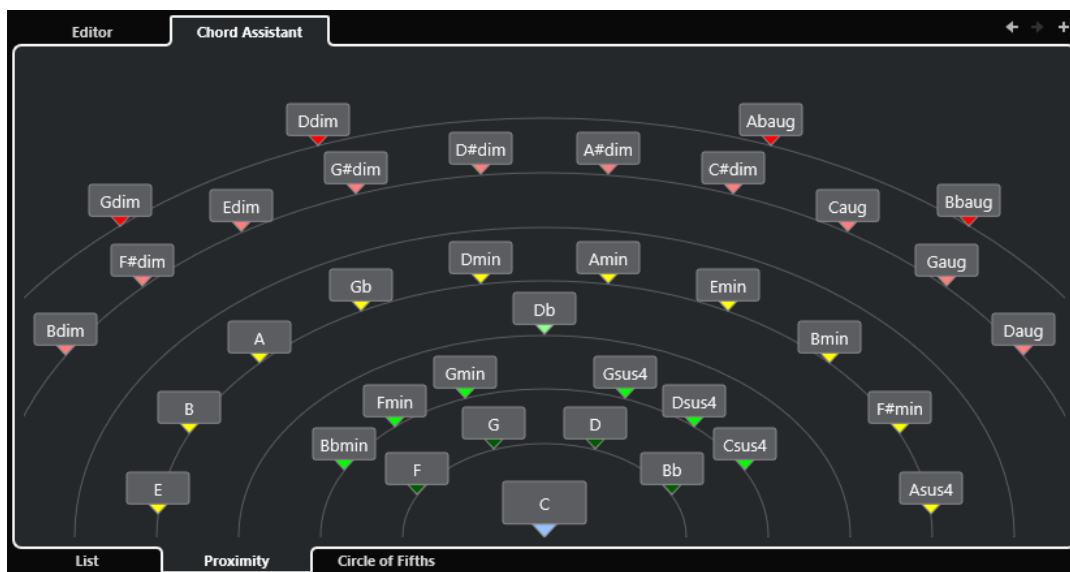 Editor Chord Assistant
Ddim Abaug
D#dim A#dim
G#dim C#dim
Gdim Edim Caug Bbaug
F#dim Dmin Amin Gaug
Gb Emin
Bdim A Db Bmin Daug
Gmin Gsus4
Fmin Dsus4
B G D F#min
Bbmin Csus4
F Bb
E C Asus4
List Proximity Circle of Fifths